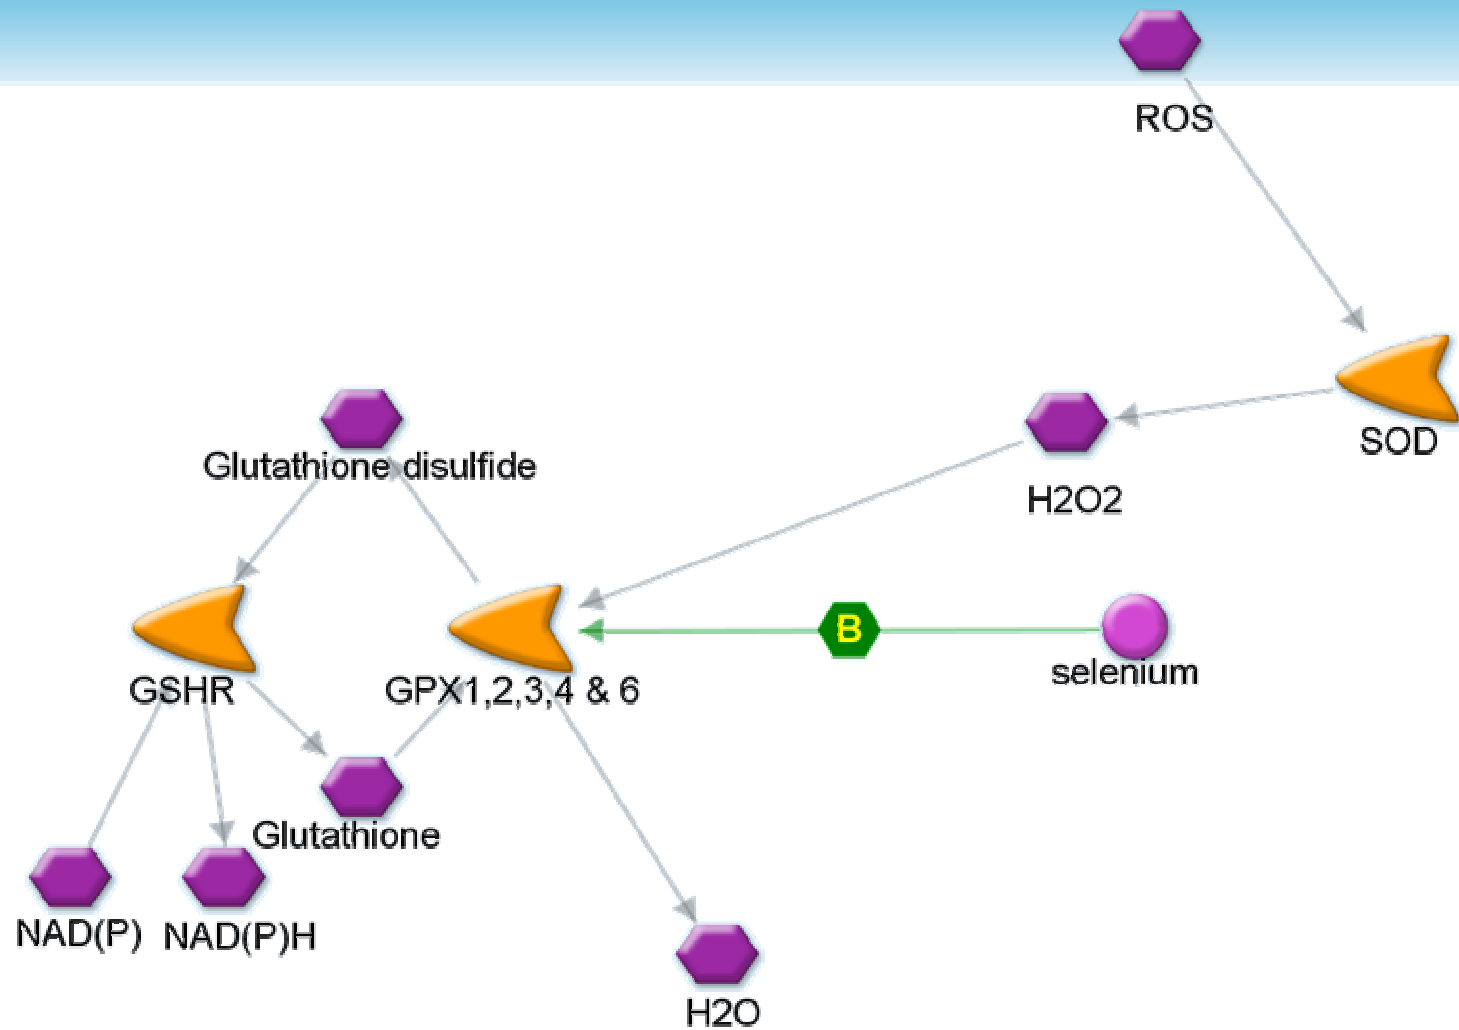 ROS
SOD
Glutathione disulfide
H2O2
B
selenium
GSHR
GPX1,2,3,4 & 6
Glutathione
NAD(P)
NAD(P)H
H2O